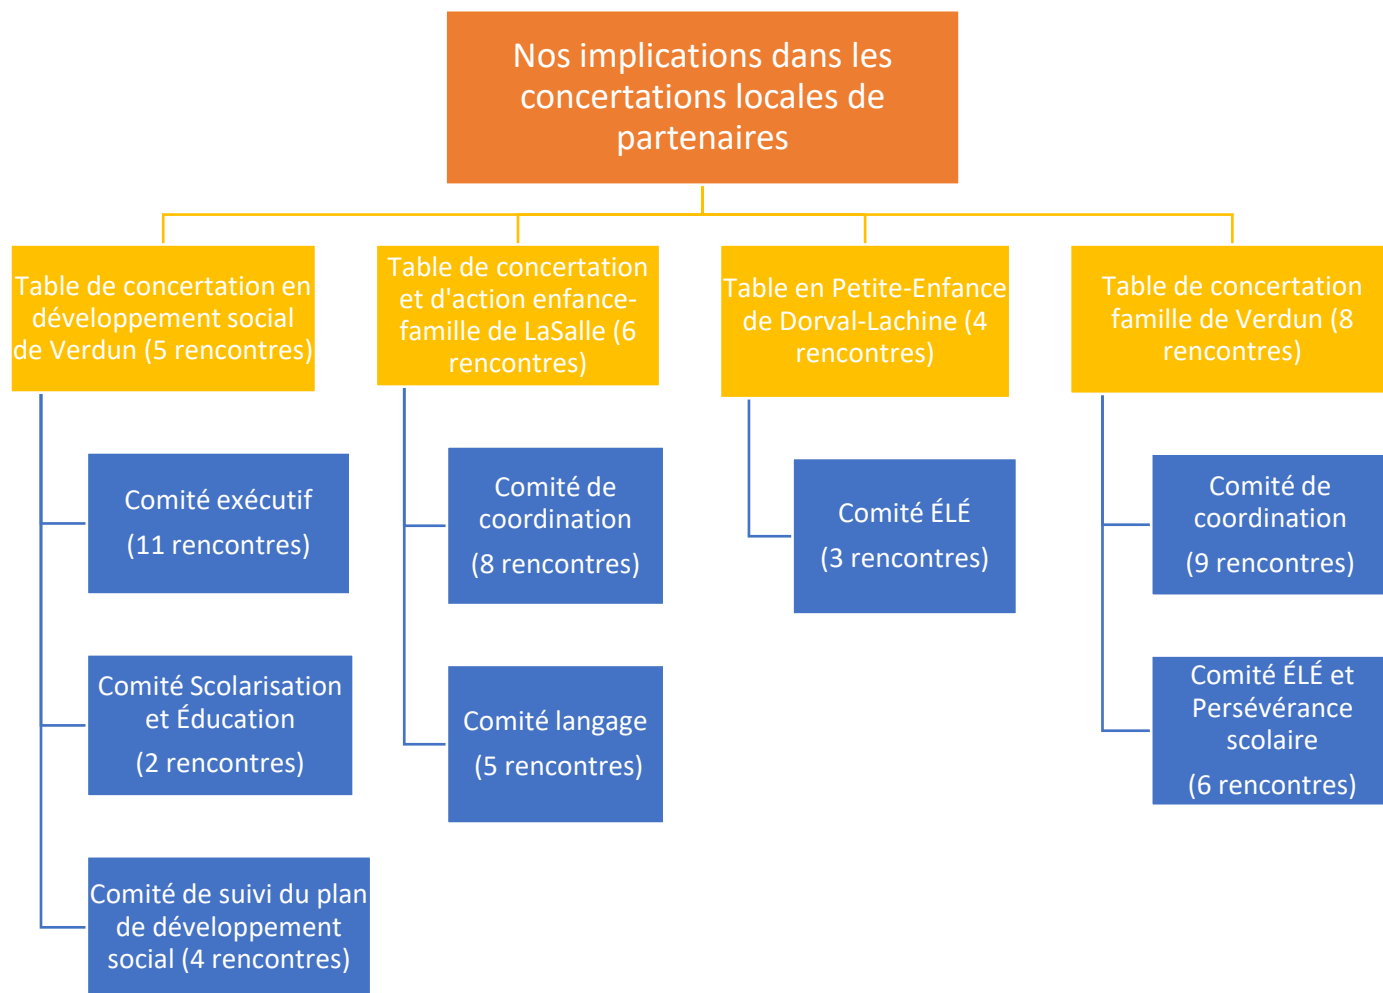 Nos implications dans les
concertations locales de
partenaires
Table de concertation en
développement social
de Verdun (5 rencontres)
Comité exécutif
(11 rencontres)
Comité Scolarisation
et Éducation
(2 rencontres)
Comité de suivi du plan
de développement
social (4 rencontres)
Table de concertation
et d'action enfance-
famille de LaSalle (6
rencontres)
Comité de
coordination
(8 rencontres)
Comité langage
(5 rencontres)
Table en Petite-Enfance
de Dorval-Lachine (4
rencontres)
Comité ÉLÉ
(3 rencontres)
Table de concertation
famille de Verdun (8
rencontres)
Comité de
coordination
(9 rencontres)
Comité ÉLÉ et
Persévérance
scolaire
(6 rencontres)